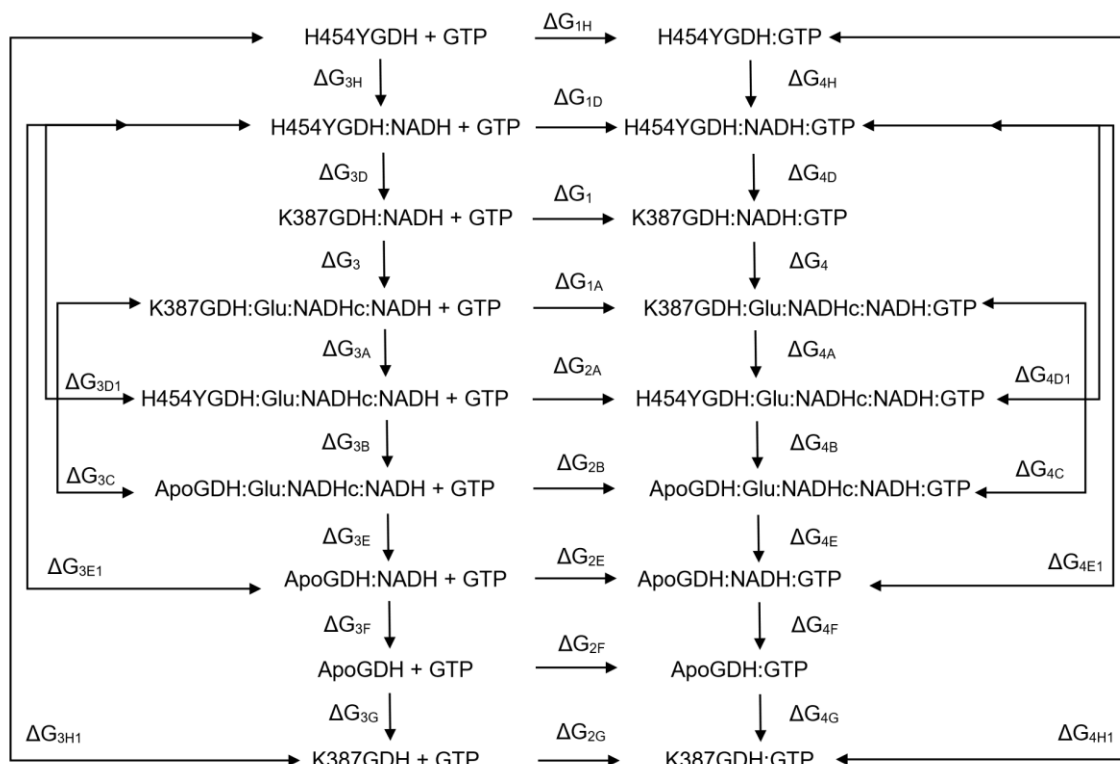 H454YGDH + GTP ΔG1H H454YGDH:GTP
ΔG3H ΔG4H
ΔG1D
H454YGDH:NADH + GTP H454YGDH:NADH:GTP
ΔG3D ΔG4D
ΔG1
K387GDH:NADH + GTP K387GDH:NADH:GTP
ΔG3 ΔG4
ΔG1A
K387GDH:Glu:NADHc:NADH + GTP K387GDH:Glu:NADHc:NADH:GTP
ΔG3A ΔG4A
ΔG2A
ΔG3D1 ΔG4D1
H454YGDH:Glu:NADHc:NADH + GTP H454YGDH:Glu:NADHc:NADH:GTP
ΔG3B ΔG4B
ΔG3C ΔG2B ΔG4C
ApoGDH:Glu:NADHc:NADH + GTP ApoGDH:Glu:NADHc:NADH:GTP
ΔG3E ΔG4E
ΔG3E1 ΔG2E ΔG4E1
ApoGDH:NADH + GTP ApoGDH:NADH:GTP
ΔG3F ΔG4F
ΔG2F
ApoGDH + GTP ApoGDH:GTP
ΔG3G ΔG4G
ΔG3H1 ΔG2G ΔG4H1
K387GDH + GTP K387GDH:GTP